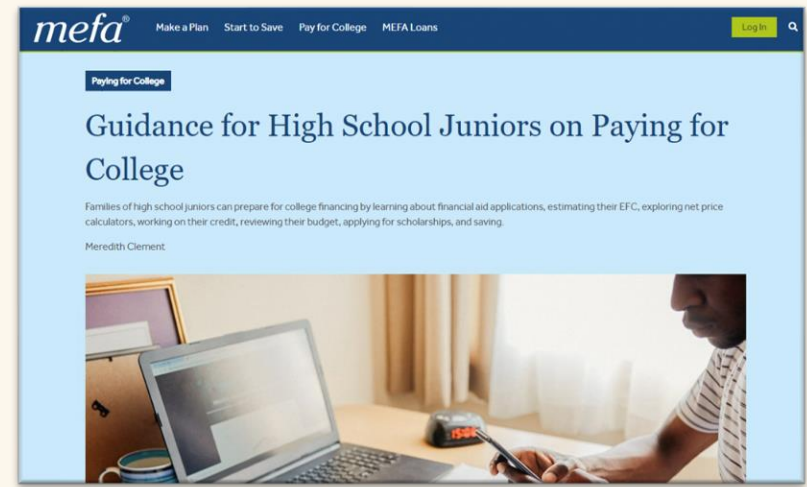 mefa®
Make a Plan Start to Save Pay for College MEFA Loans
Log In
Paying for College
Guidance for High School Juniors on Paying for
College
Families of high school juniors can prepare for college financing by learning about financial aid applications, estimating their EFC, exploring net price
calculators, working on their credit, reviewing their budget, applying for scholarships, and saving.
Meredith Clement